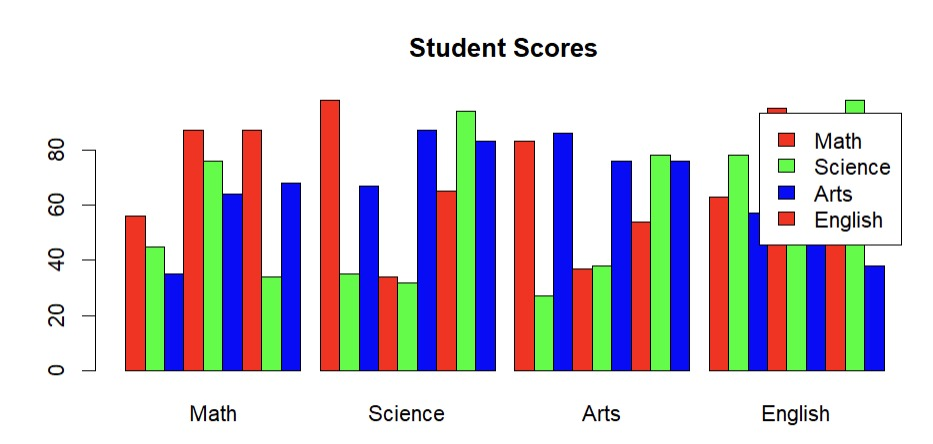 Student Scores
80
60
40
20
0
Math
Science
Arts
English
Math
Science
Arts
English